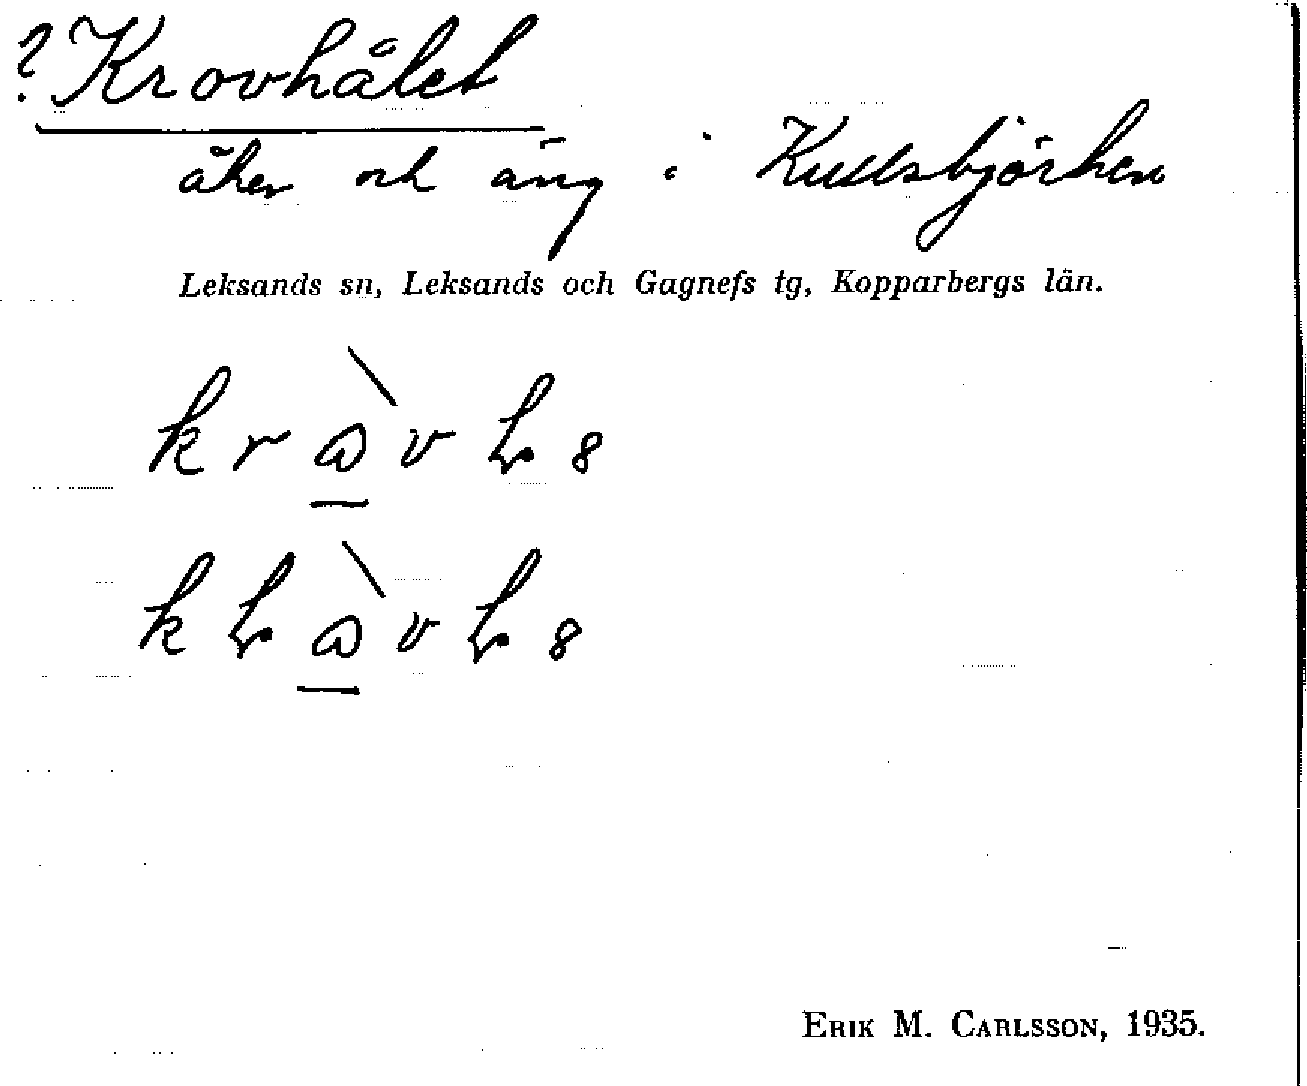 ? Krovhålet
åker och äng i Kullsbjörken
Leksands sn, Leksands och Gagnefs tg, Kopparbergs län.
ERIK M. CARLSSON, 1935.